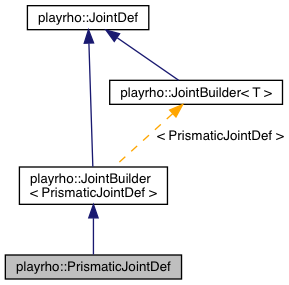 playrho::JointDef
playrho::JointBuilder< T >
< PrismaticJointDef >
playrho::JointBuilder
< PrismaticJointDef >
playrho::PrismaticJointDef